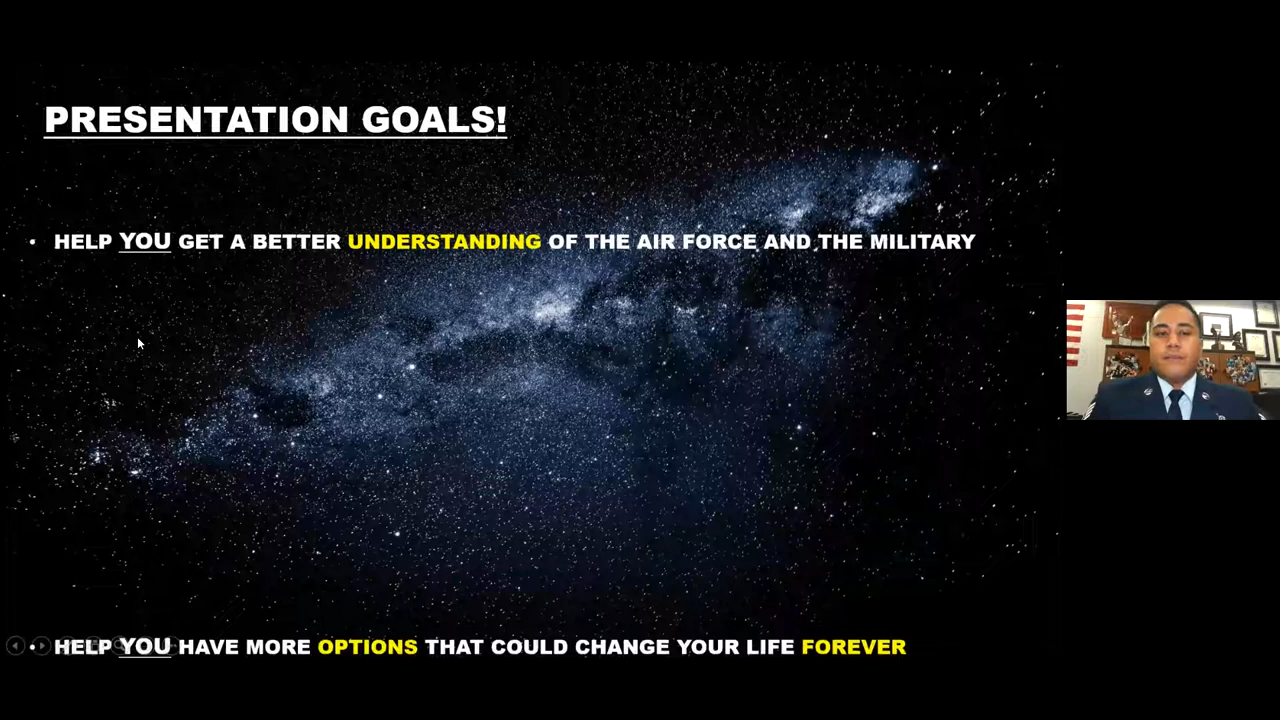 PRESENTATION GOALS!
• HELP YOU GET A BETTER UNDERSTANDING OF THE AIR FORCE AND THE MILITARY
• HELP YOU HAVE MORE OPTIONS THAT COULD CHANGE YOUR LIFE FOREVER